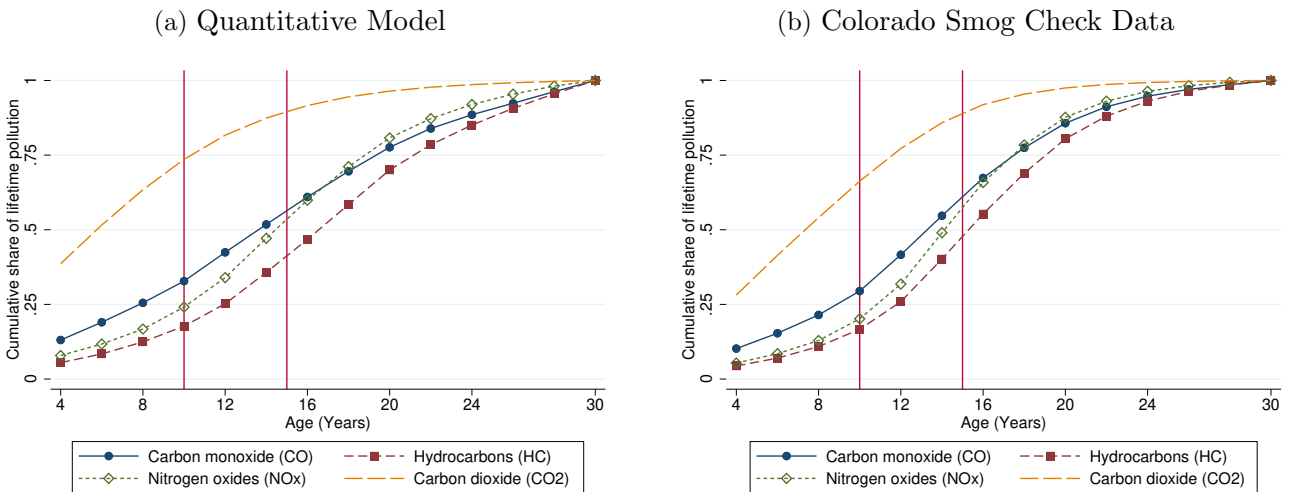 (a) Quantitative Model
Cumulative share of lifetime pollution
1
.75
.5
.25
0
4 8 12 16 20 24 30
Age (Years)
Carbon monoxide (CO) Hydrocarbons (HC)
Nitrogen oxides (NOx) Carbon dioxide (CO2)
(b) Colorado Smog Check Data
Cumulative share of lifetime pollution
1
.75
.5
.25
0
4 8 12 16 20 24 30
Age (Years)
Carbon monoxide (CO) Hydrocarbons (HC)
Nitrogen oxides (NOx) Carbon dioxide (CO2)